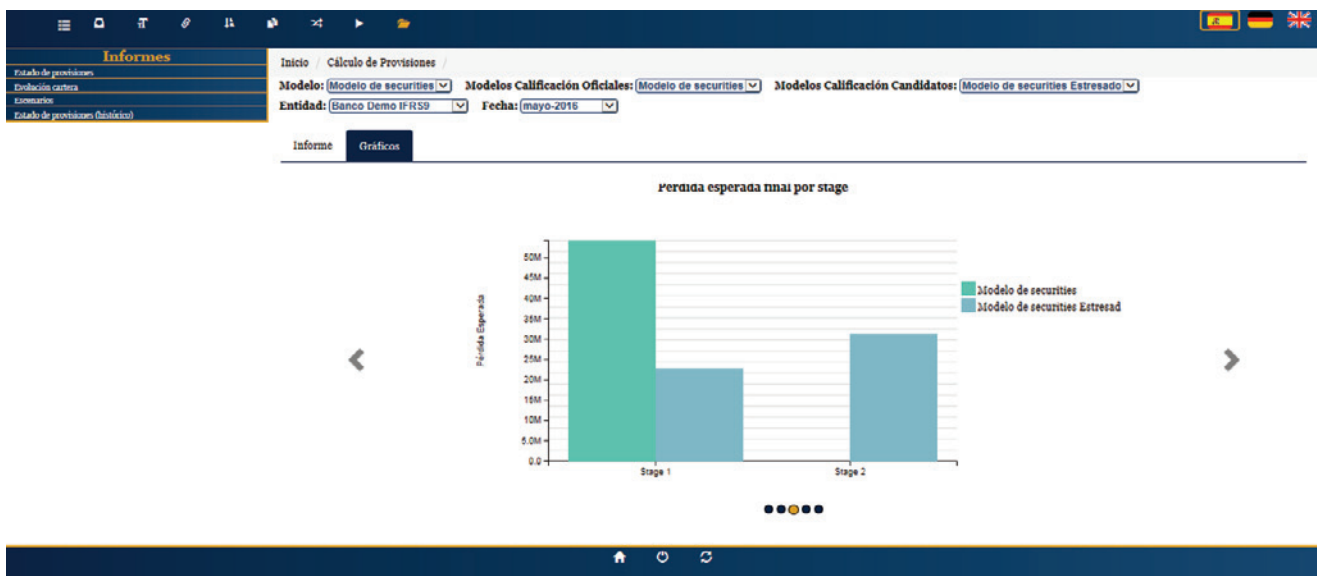 Informes
Estado de provisiones
Evolución cartera
Escenarios
Estado de provisiones (histórico)
Inicio / Cálculo de Provisiones /
Modelo: Modelo de securities Modelos Calificación Oficiales: Modelo de securities Modelos Calificación Candidatos: Modelo de securities Estresado
Entidad: Banco Demo IFRS9 Fecha: mayo-2016
Informe Gráficos
Pérdida esperada final por stage
50M
45M
40M
35M
30M
25M
20M
15M
10M
5.0M
0.0
Pérdida Esperada
Stage 1 Stage 2
Modelo de securities
Modelo de securities Estresad